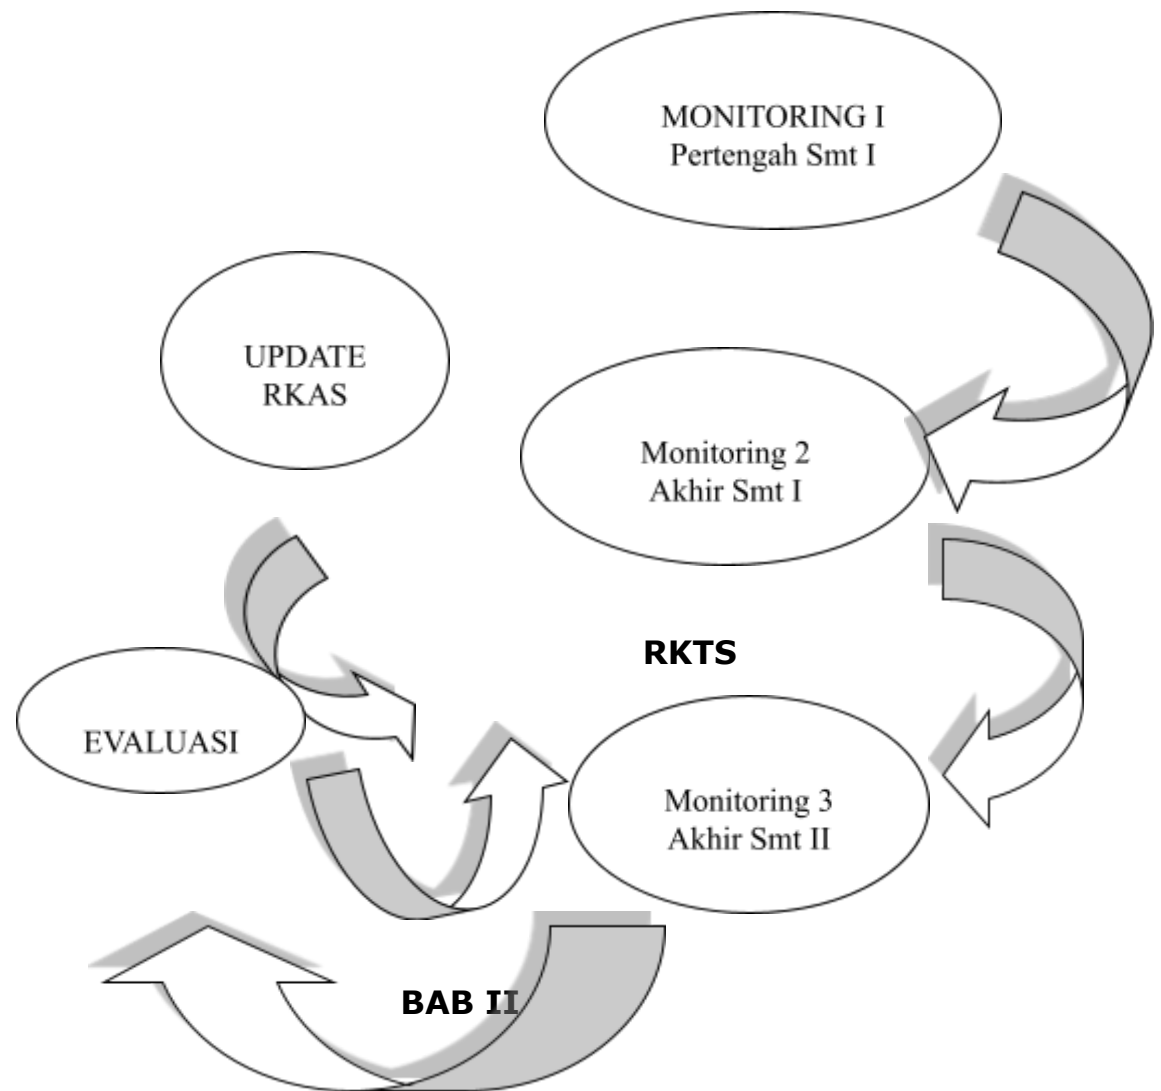 MONITORING I
Pertengah Smt I
UPDATE
RKAS
Monitoring 2
Akhir Smt I
RKTS
EVALUASI
Monitoring 3
Akhir Smt II
BAB II